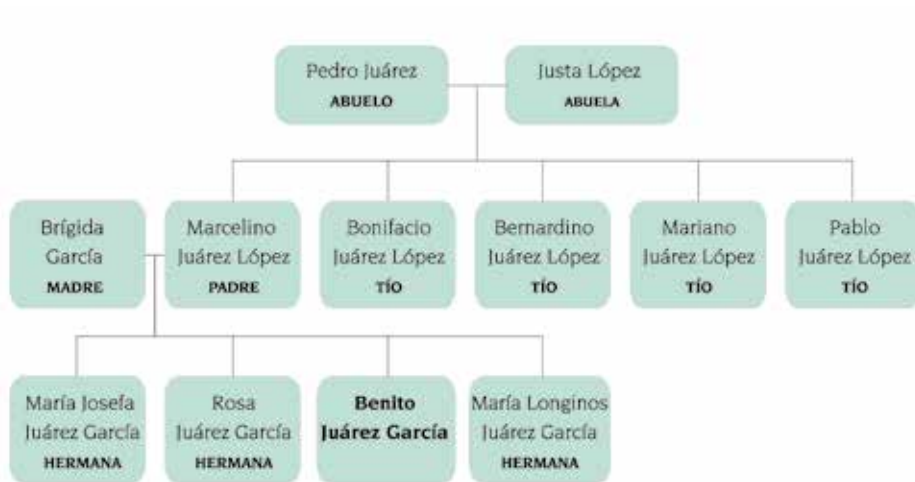 Pedro Juárez
ABUELO
Justa López
ABUELA
Brígida
García
MADRE
Marcelino
Juárez López
PADRE
Bonifacio
Juárez López
TÍO
Bernardino
Juárez López
TÍO
Mariano
Juárez López
TÍO
Pablo
Juárez López
TÍO
María Josefa
Juárez García
HERMANA
Rosa
Juárez García
HERMANA
Benito
Juárez García
María Longinos
Juárez García
HERMANA